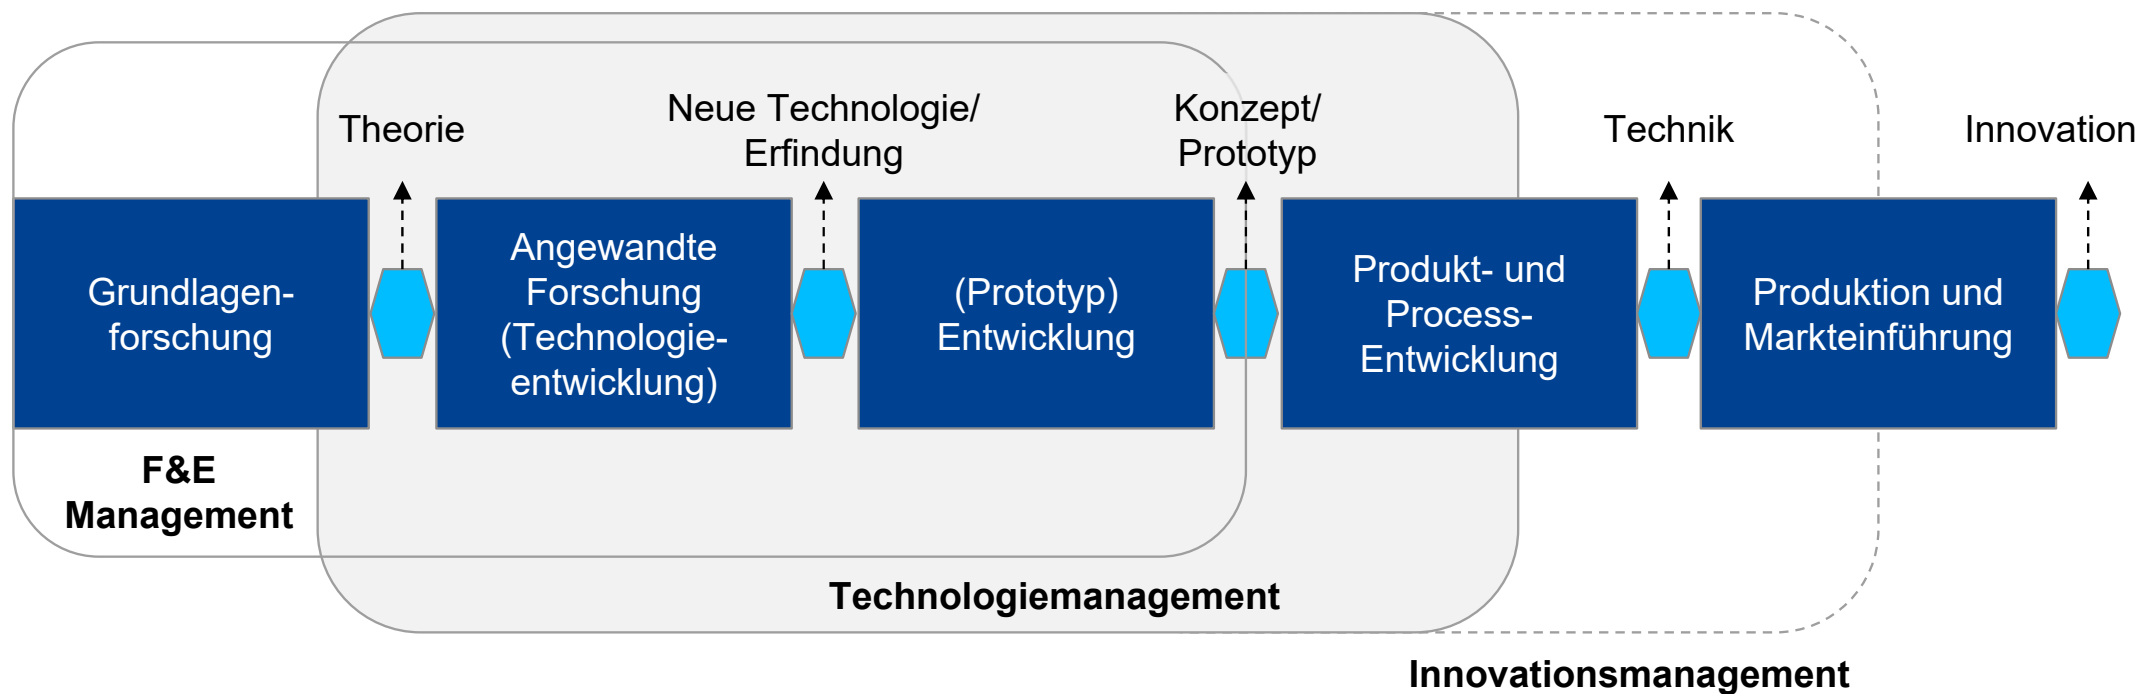 Theorie
Neue Technologie/
Erfindung
Konzept/
Prototyp
Technik
Innovation
Grundlagen-
forschung
Angewandte
Forschung
(Technologie-
entwicklung)
(Prototyp)
Entwicklung
Produkt- und
Process-
Entwicklung
Produktion und
Markteinführung
F&E
Management
Technologiemanagement
Innovationsmanagement